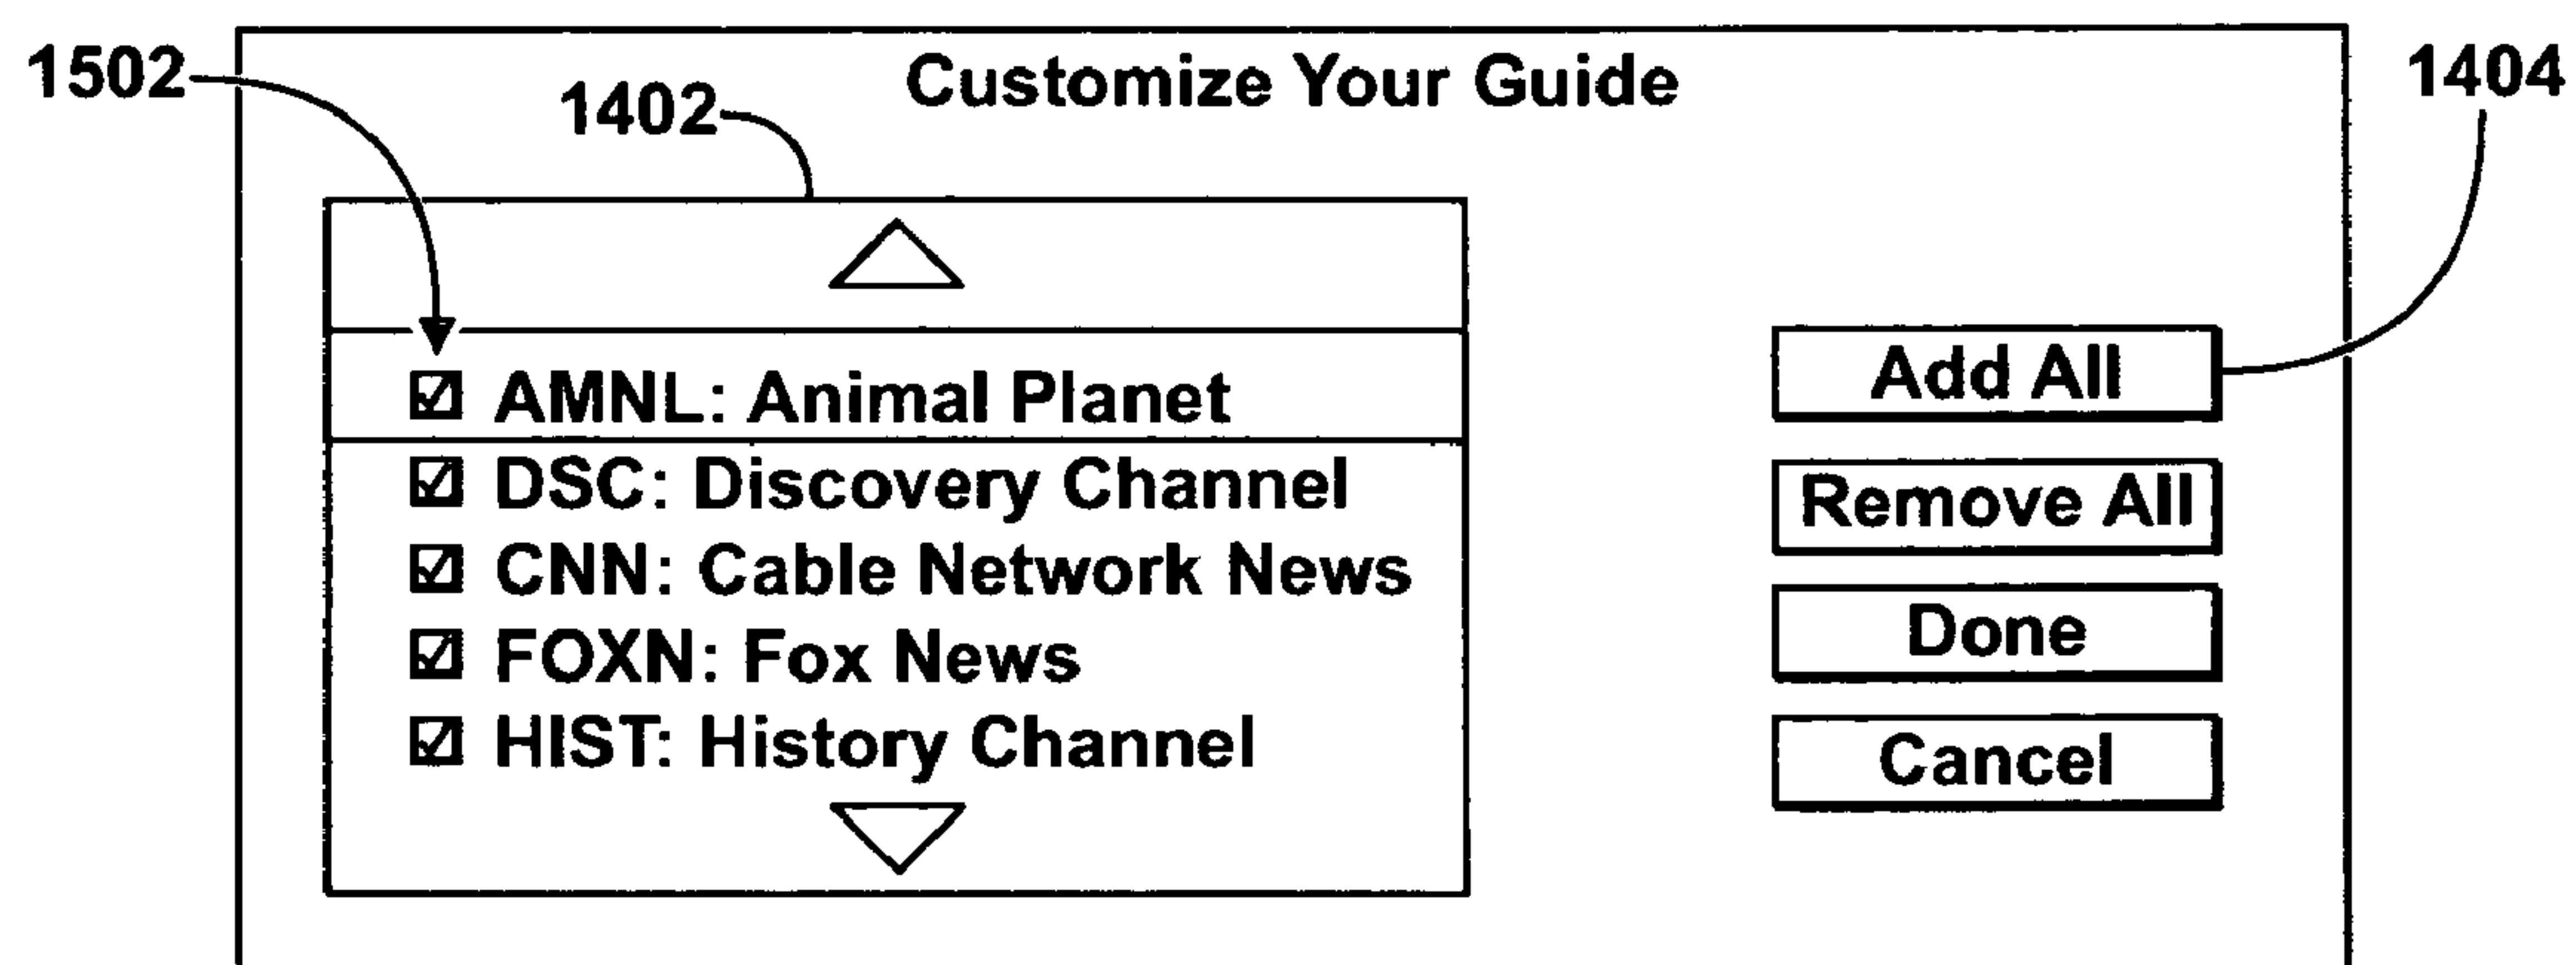 1502
1402
Customize Your Guide
1404
☑ AMNL: Animal Planet
☑ DSC: Discovery Channel
☑ CNN: Cable Network News
☑ FOXN: Fox News
☑ HIST: History Channel
Add All
Remove All
Done
Cancel